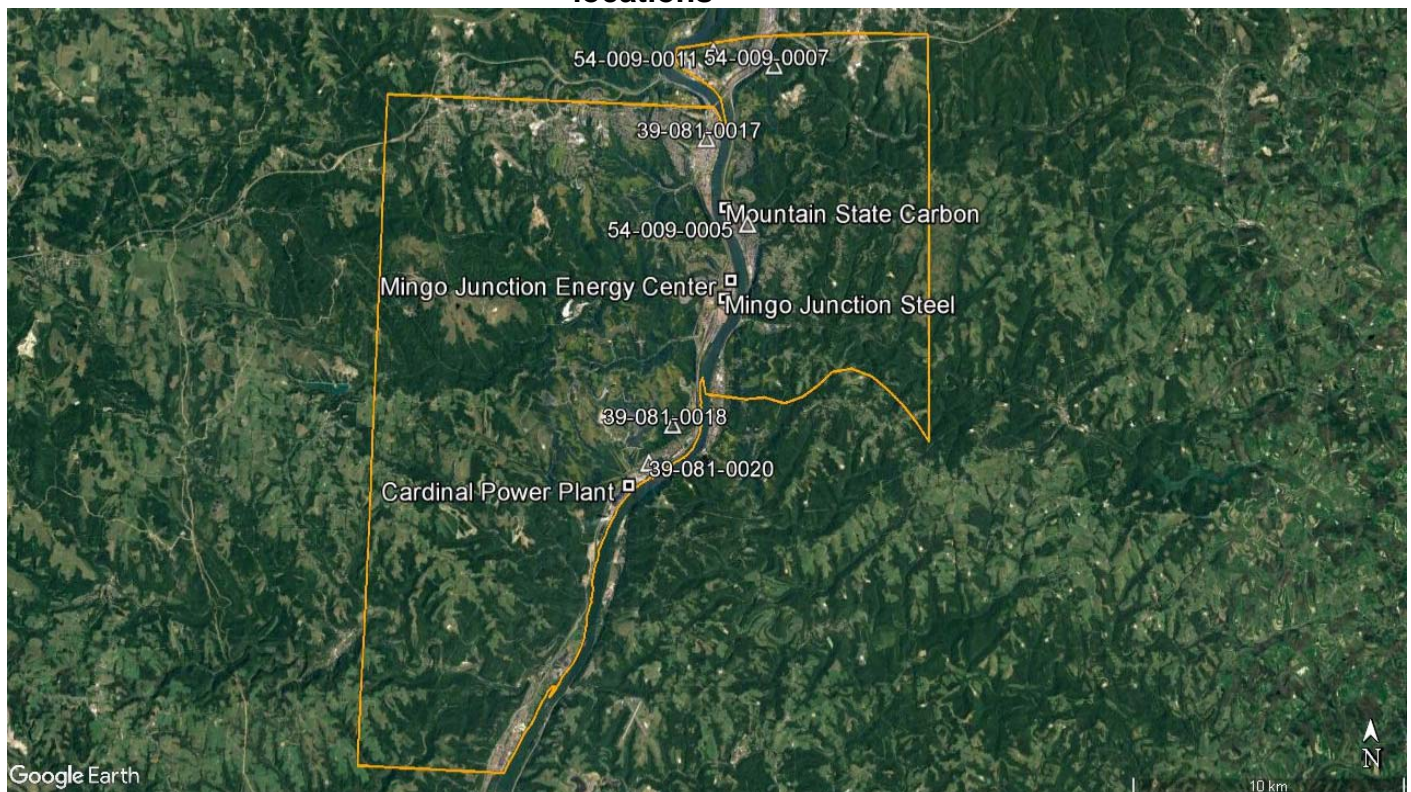 locations
54-009-0011
54-009-0007
39-081-0017
Mountain State Carbon
54-009-0005
Mingo Junction Energy Center
Mingo Junction Steel
39-081-0018
39-081-0020
Cardinal Power Plant
N
Google Earth
10 km